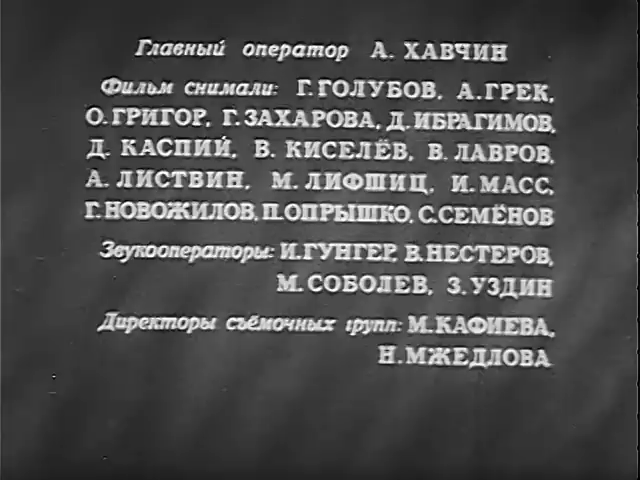 Главный оператор А. ХАВЧИН
Фильм снимали: Г. ГОЛУБОВ, А. ГРЕК,
О. ГРИГОР, Г. ЗАХАРОВА, Д. ИБРАГИМОВ,
Д. КАСПИЙ, В. КИСЕЛЁВ, В. ЛАВРОВ,
А. ЛИСТВИН, М. ЛИФШИЦ, И. МАСС,
Г. НОВОЖИЛОВ, П. ОПРЫШКО, С. СЕМЁНОВ
Звукооператоры: И. ГУНГЕР, В. НЕСТЕРОВ,
М. СОБОЛЕВ, З. УЗДИН
Директоры съёмочных групп: М. КАФИЕВА,
Н. МЖЕДЛОВА